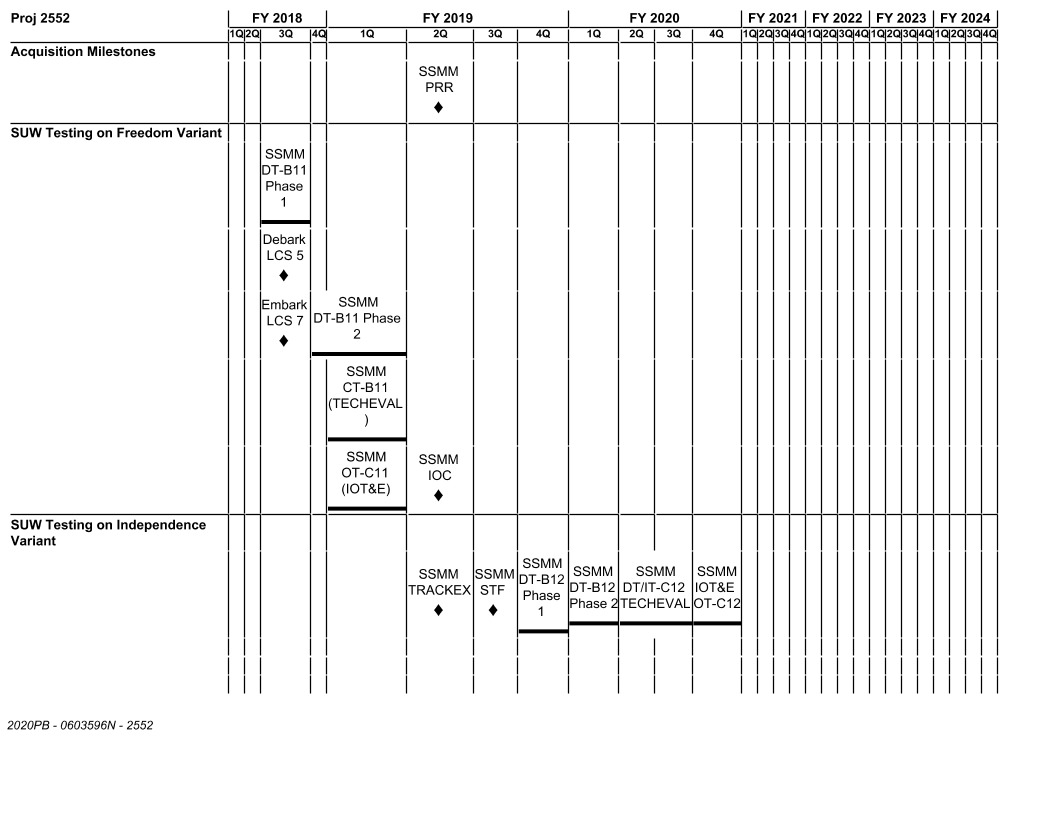 Proj 2552 FY 2018 FY 2019 FY 2020 FY 2021 FY 2022 FY 2023 FY 2024
1Q 2Q 3Q 4Q 1Q 2Q 3Q 4Q 1Q 2Q 3Q 4Q 1Q 2Q 3Q 4Q 1Q 2Q 3Q 4Q 1Q 2Q 3Q 4Q 1Q 2Q 3Q 4Q
Acquisition Milestones
SSMM
PRR
SUW Testing on Freedom Variant
SSMM
DT-B11
Phase
1
Debark
LCS 5
Embark
LCS 7
SSMM
DT-B11 Phase
2
SSMM
CT-B11
(TECHEVAL
)
SSMM
OT-C11
(IOT&E)
SSMM
IOC
SUW Testing on Independence
Variant
SSMM
TRACKEX
SSMM
STF
SSMM
DT-B12
Phase
1
SSMM
DT-B12
Phase 2
SSMM
DT/IT-C12
TECHEVAL
SSMM
IOT&E
OT-C12
2020PB - 0603596N - 2552